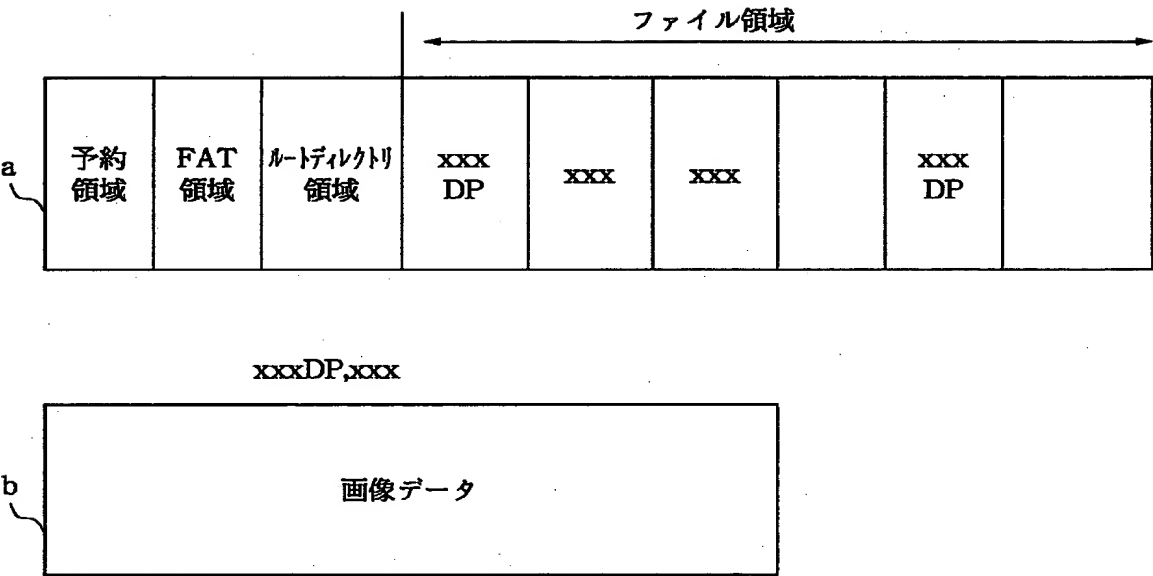 ファイル領域
a
予約
領域
FAT
領域
ルートディレクトリ
領域
xxx
DP
xxx
xxx
xxx
DP
xxxDP,xxx
b
画像データ